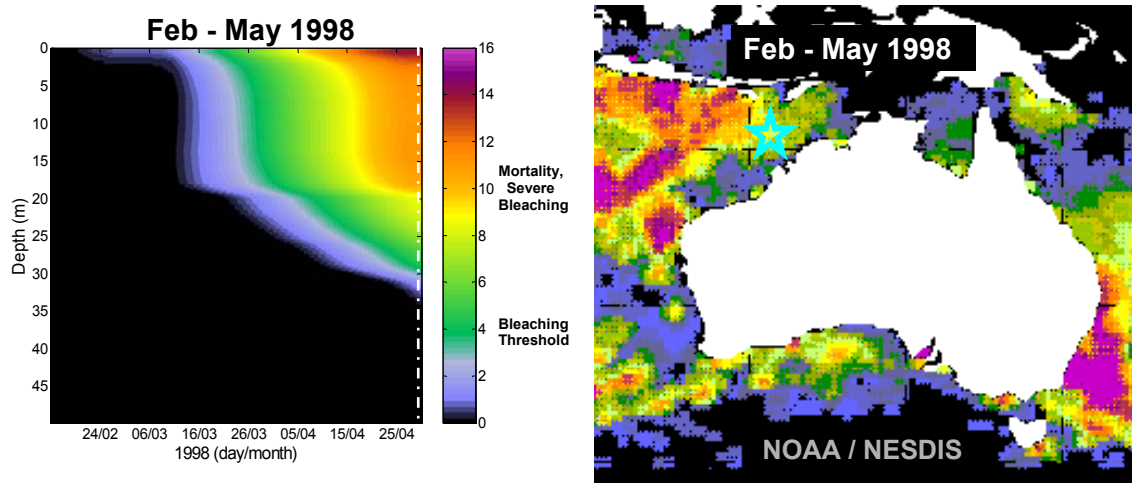 Feb - May 1998
0
5
10
15
20
25
30
35
40
45
Depth (m)
24/02 06/03 16/03 26/03 05/04 15/04 25/04
1998 (day/month)
16
14
12
10
8
6
4
2
0
Mortality,
Severe
Bleaching
Bleaching
Threshold
Feb - May 1998
NOAA / NESDIS